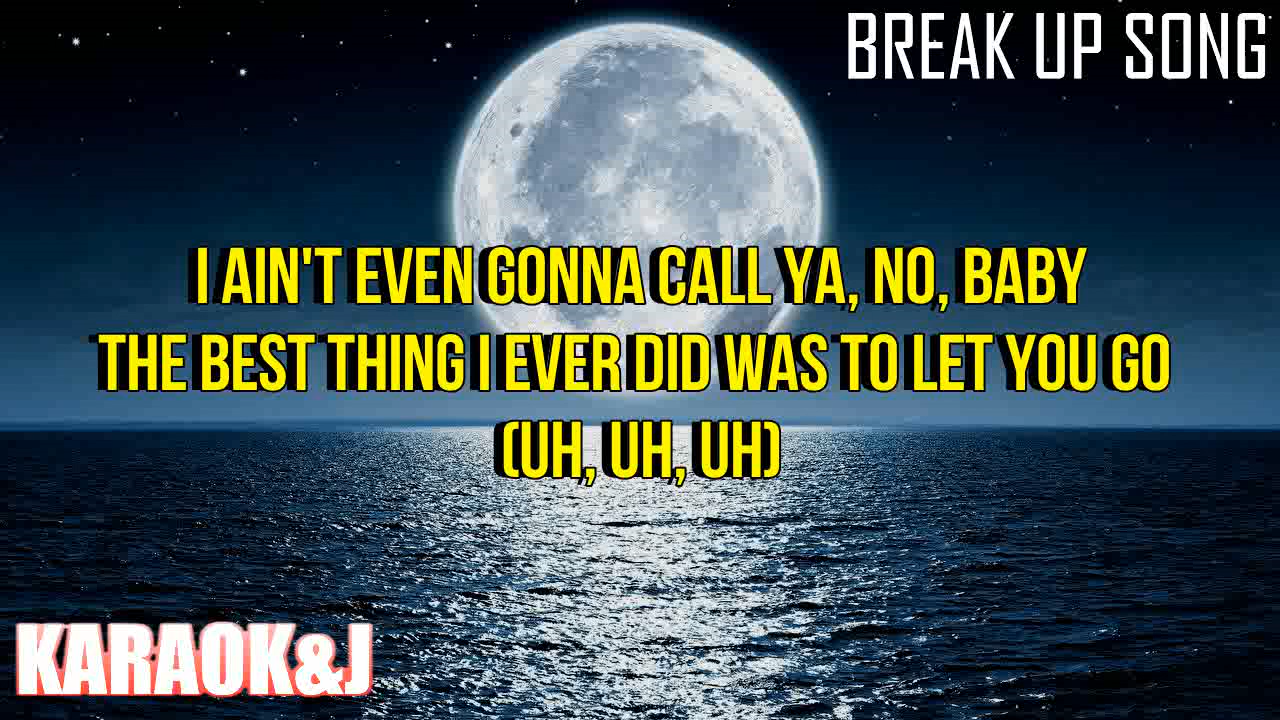 BREAK UP SONG
I AIN'T EVEN GONNA CALL YA, NO, BABY
THE BEST THING I EVER DID WAS TO LET YOU GO
(UH, UH, UH)
KARAOK&J